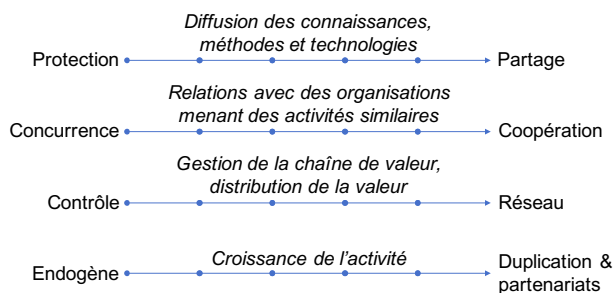 Diffusion des connaissances,
méthodes et technologies
Protection
Partage
Relations avec des organisations
menant des activités similaires
Concurrence
Coopération
Gestion de la chaîne de valeur,
distribution de la valeur
Contrôle
Réseau
Croissance de l'activité
Endogène
Duplication &
partenariats